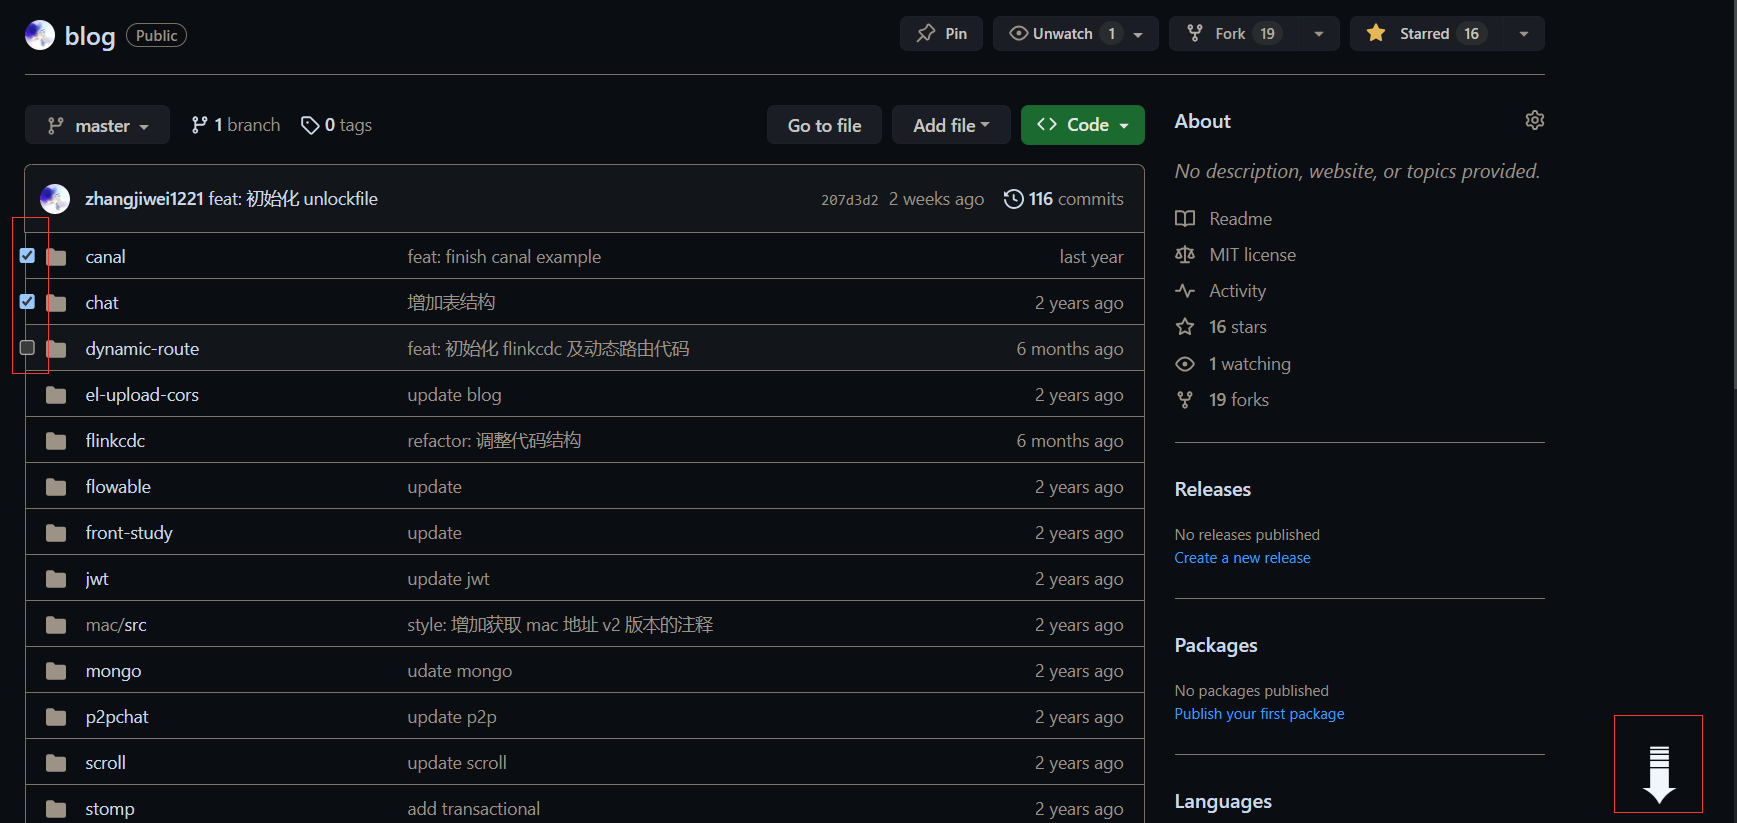 blog Public Pin Unwatch 1 Fork 19 Starred 16
master 1 branch 0 tags Go to file Add file Code
zhangjiwei1221 feat: 初始化 unlockfile 207d3d2 2 weeks ago 116 commits
canal feat: finish canal example last year
chat 增加表结构 2 years ago
dynamic-route feat: 初始化 flinkcdc 及动态路由代码 6 months ago
el-upload-cors update blog 2 years ago
flinkcdc refactor: 调整代码结构 6 months ago
flowable update 2 years ago
front-study update 2 years ago
jwt update jwt 2 years ago
mac/src style: 增加获取 mac 地址 v2 版本的注释 2 years ago
mongo udate mongo 2 years ago
p2pchat update p2p 2 years ago
scroll update scroll 2 years ago
stomp add transactional 2 years ago
About
No description, website, or topics provided.
Readme
MIT license
Activity
16 stars
1 watching
19 forks
Releases
No releases published
Create a new release
Packages
No packages published
Publish your first package
Languages